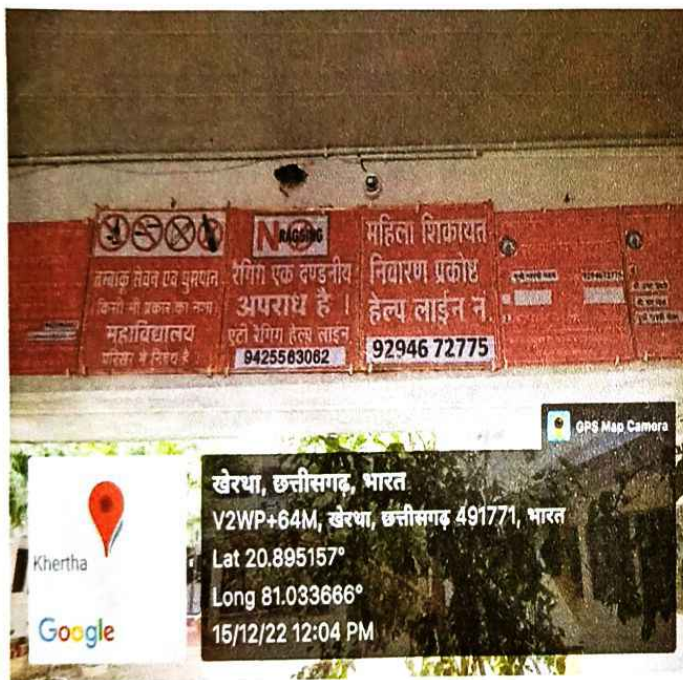 NO RAGGING
तम्बाकू सेवन एवं धुम्रपान
किसी भी प्रकार का नशा
महाविद्यालय
परिसर में निषेध है
रेगिंग एक दण्डनीय
अपराध है ।
एंटी रेगिंग हेल्प लाइन
9425563062
महिला शिकायत
निवारण प्रकोष्ठ
हेल्प लाईन न.
92946 72775
GPS Map Camera
Khertha
Google
खेरथा, छत्तीसगढ़, भारत
V2WP+64M, खेरथा, छत्तीसगढ़ 491771, भारत
Lat 20.895157°
Long 81.033666°
15/12/22 12:04 PM